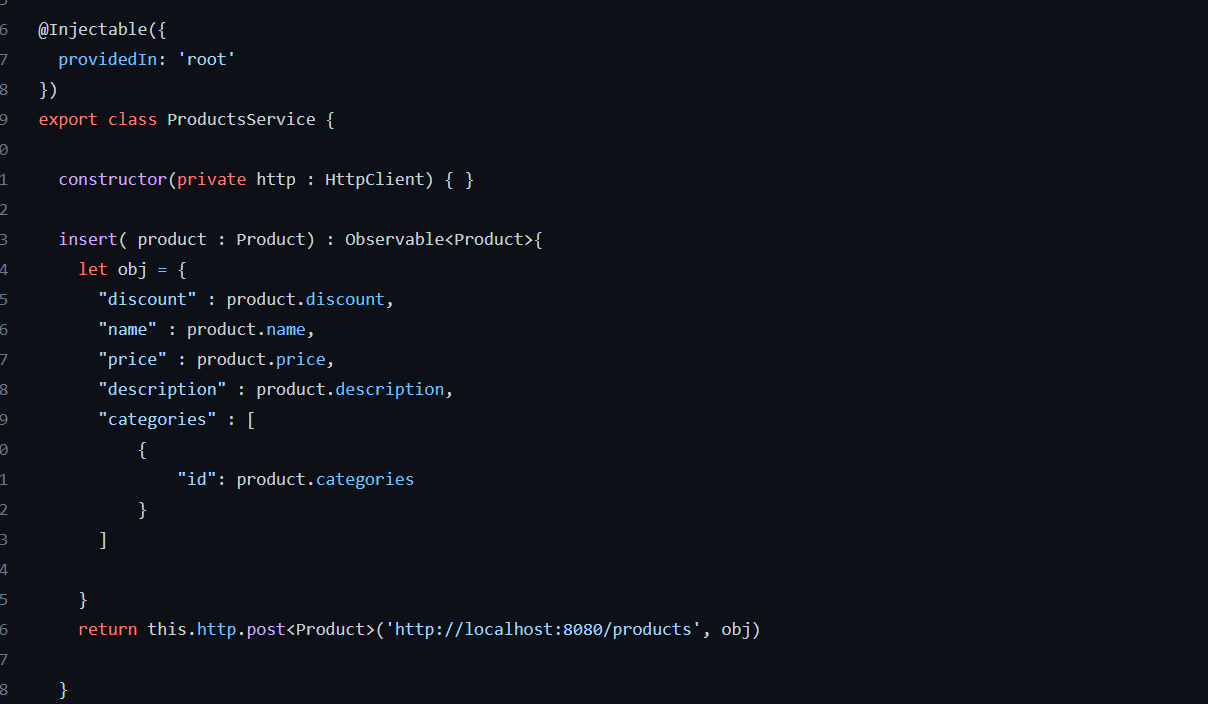 5
6 @Injectable({
7 providedIn: 'root'
8 })
9 export class ProductsService {
0
1 constructor(private http : HttpClient) { }
2
3 insert( product : Product) : Observable<Product>{
4 let obj = {
5 "discount" : product.discount,
6 "name" : product.name,
7 "price" : product.price,
8 "description" : product.description,
9 "categories" : [
0 {
1 "id": product.categories
2 }
3 ]
4
5 }
6 return this.http.post<Product>('http://localhost:8080/products', obj)
7
8 }